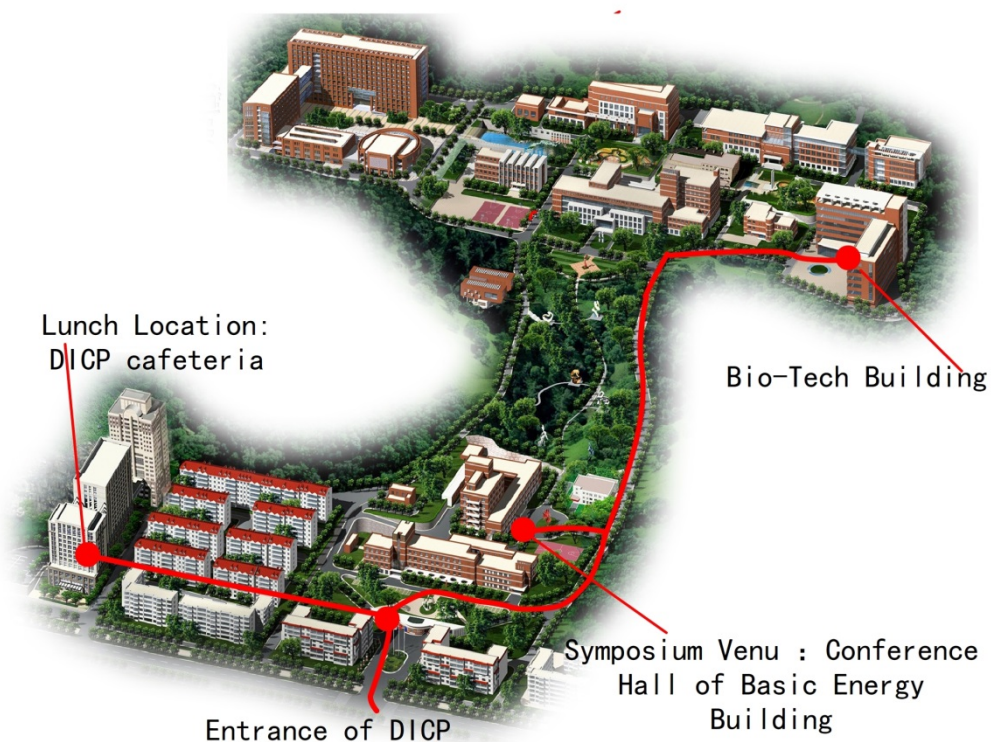 Lunch Location:
DICP cafeteria
Bio-Tech Building
Symposium Venu : Conference
Hall of Basic Energy
Building
Entrance of DICP